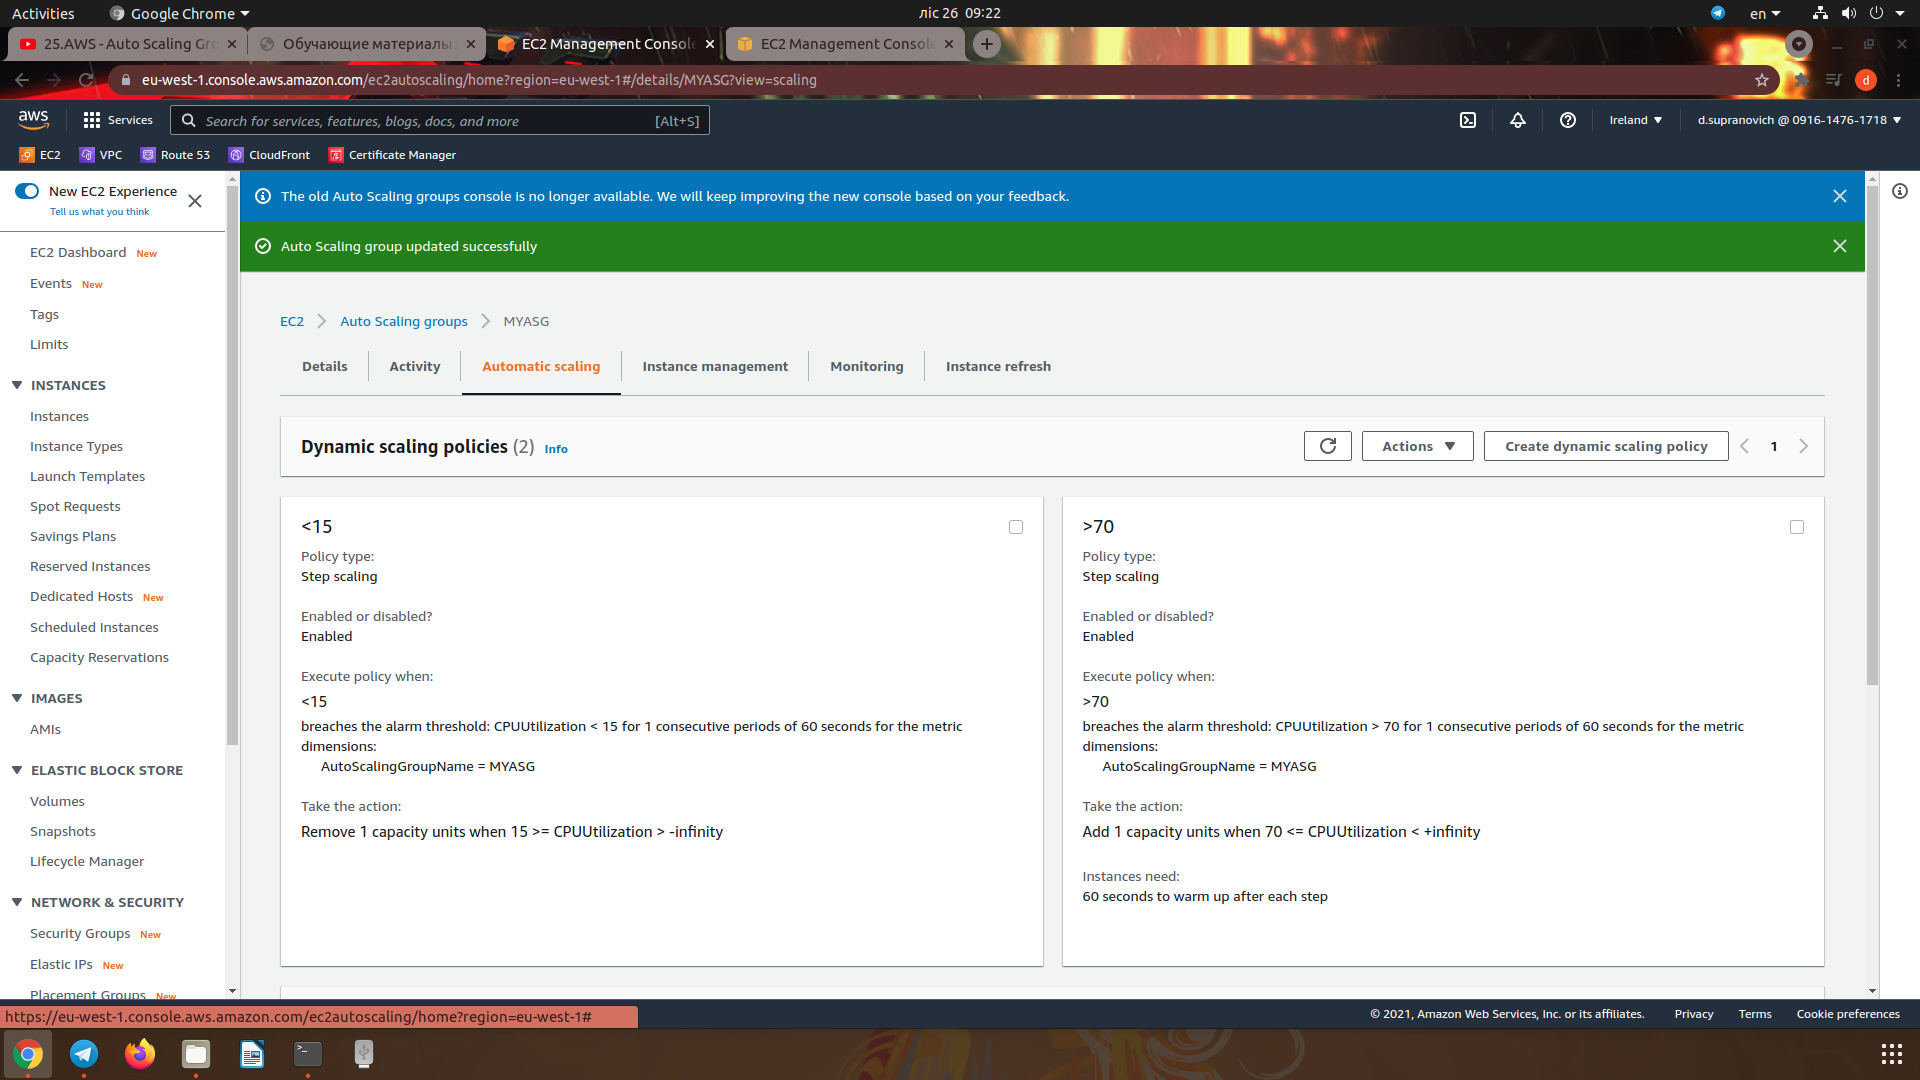 Activities
Google Chrome
ліс 26 09:22
en
25.AWS - Auto Scaling Gro
Обучающие материалы
EC2 Management Console
EC2 Management Console
eu-west-1.console.aws.amazon.com/ec2autoscaling/home?region=eu-west-1#/details/MYASG?view=scaling
d
aws
Services
Search for services, features, blogs, docs, and more
[Alt+S]
Ireland
d.supranovich @ 0916-1476-1718
EC2
VPC
Route 53
CloudFront
Certificate Manager
New EC2 Experience
Tell us what you think
The old Auto Scaling groups console is no longer available. We will keep improving the new console based on your feedback.
Auto Scaling group updated successfully
EC2 Dashboard New
Events New
Tags
Limits
INSTANCES
Instances
Instance Types
Launch Templates
Spot Requests
Savings Plans
Reserved Instances
Dedicated Hosts New
Scheduled Instances
Capacity Reservations
IMAGES
AMIs
ELASTIC BLOCK STORE
Volumes
Snapshots
Lifecycle Manager
NETWORK & SECURITY
Security Groups New
Elastic IPs New
Placement Groups New
EC2
Auto Scaling groups
MYASG
Details
Activity
Automatic scaling
Instance management
Monitoring
Instance refresh
Dynamic scaling policies (2) Info
Actions
Create dynamic scaling policy
1
<15
Policy type:
Step scaling
Enabled or disabled?
Enabled
Execute policy when:
<15
breaches the alarm threshold: CPUUtilization < 15 for 1 consecutive periods of 60 seconds for the metric
dimensions:
AutoScalingGroupName = MYASG
Take the action:
Remove 1 capacity units when 15 >= CPUUtilization > -infinity
>70
Policy type:
Step scaling
Enabled or disabled?
Enabled
Execute policy when:
>70
breaches the alarm threshold: CPUUtilization > 70 for 1 consecutive periods of 60 seconds for the metric
dimensions:
AutoScalingGroupName = MYASG
Take the action:
Add 1 capacity units when 70 <= CPUUtilization < +infinity
Instances need:
60 seconds to warm up after each step
https://eu-west-1.console.aws.amazon.com/ec2autoscaling/home?region=eu-west-1#
© 2021, Amazon Web Services, Inc. or its affiliates.
Privacy
Terms
Cookie preferences